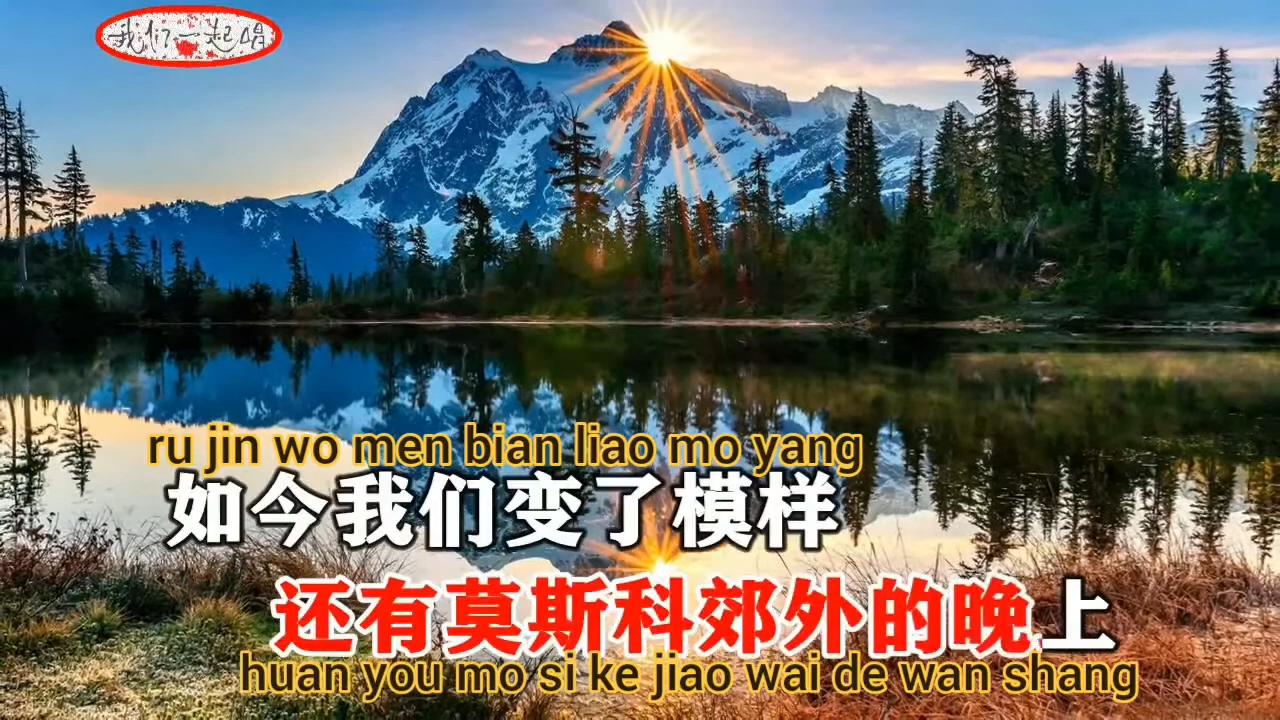 我们一起唱
ru jin wo men bian liao mo yang
如今我们变了模样
还有莫斯科郊外的晚上
huan you mo si ke jiao wai de wan shang